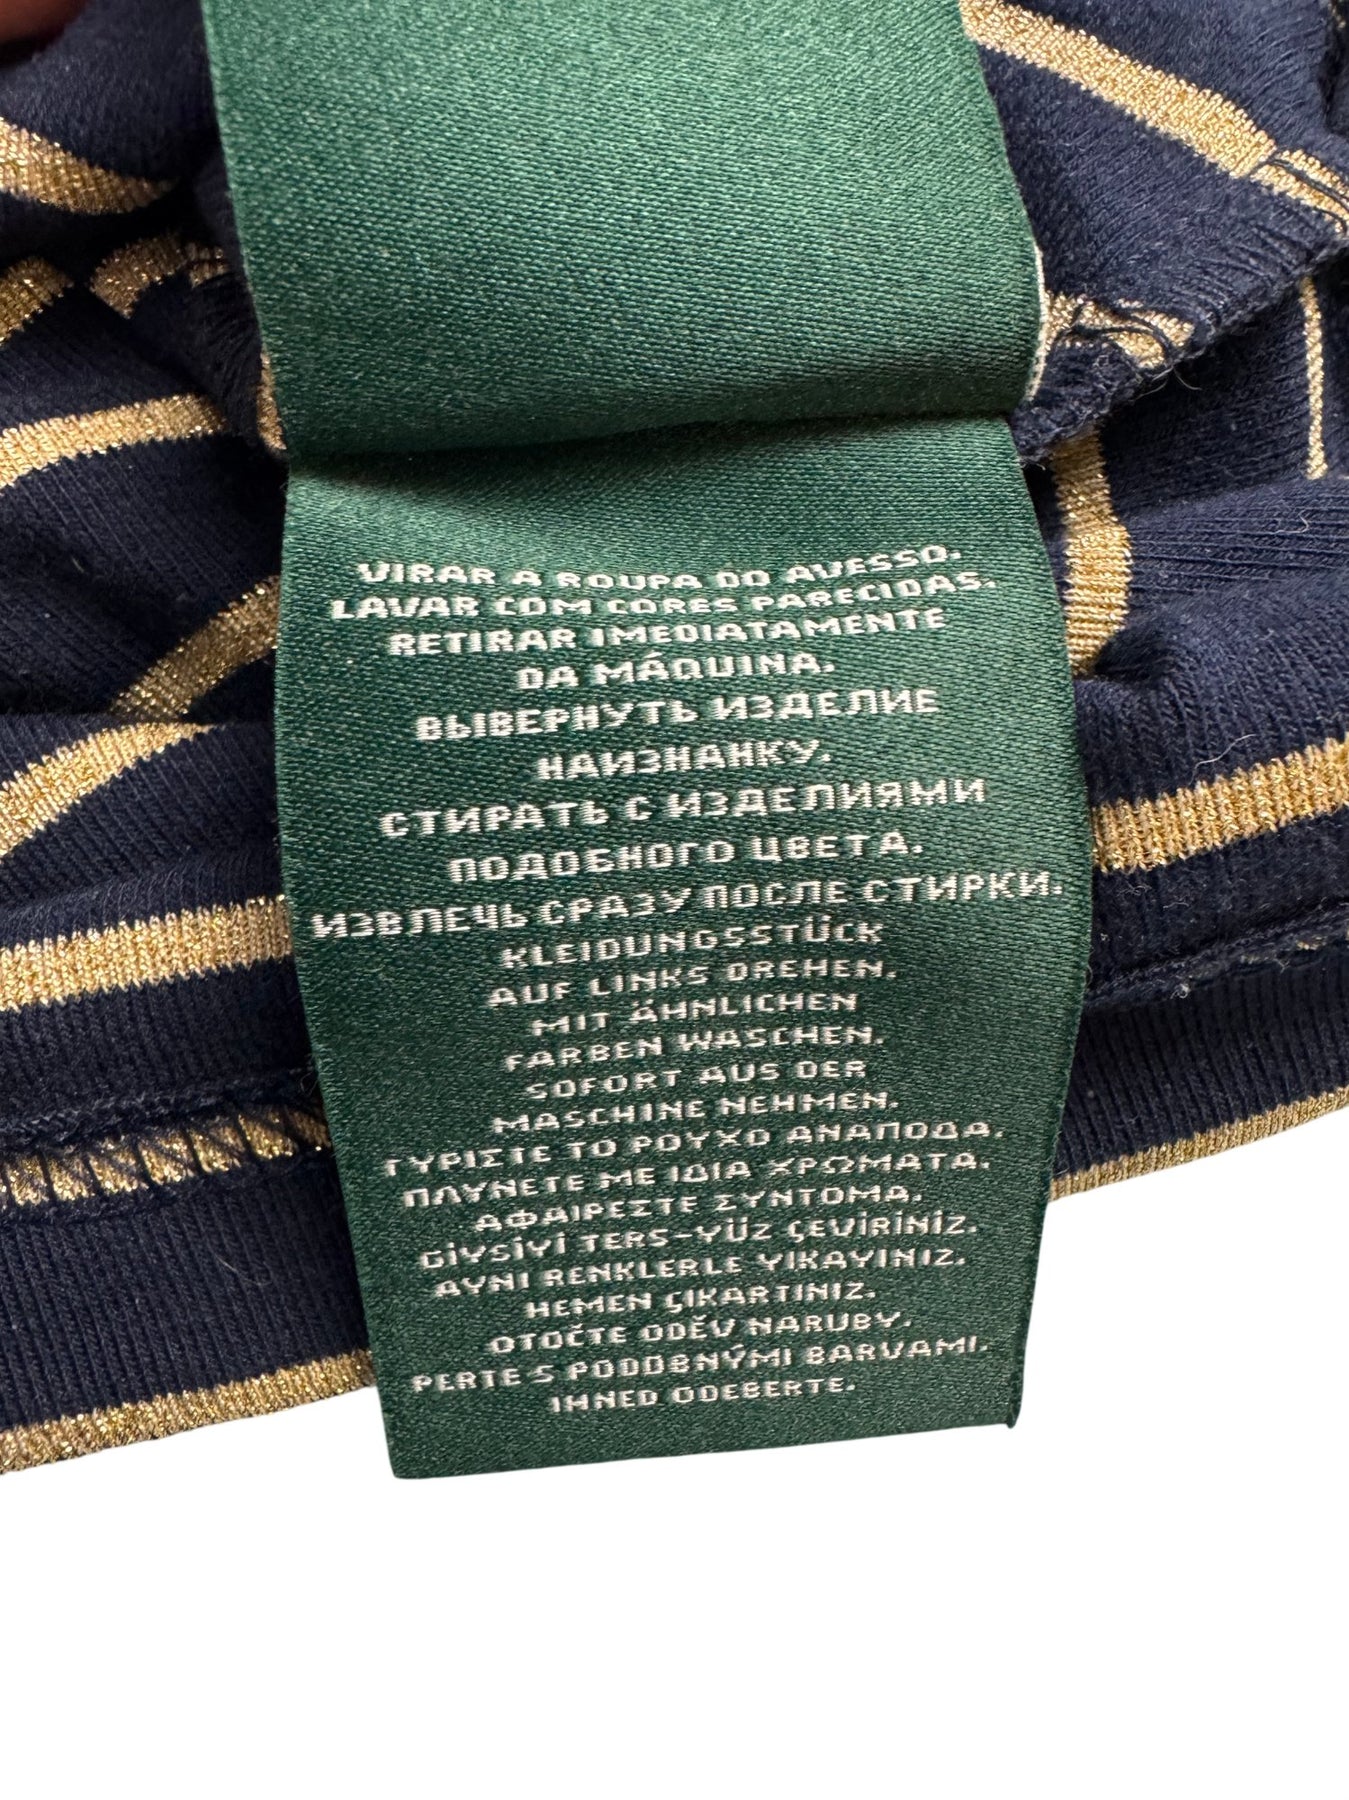 VIRAR A ROUPA DO AVESSO.
LAVAR COM CORES PARECIDAS.
RETIRAR IMEDIATAMENTE
DA MÁQUINA.
ВЫВЕРНУТЬ ИЗДЕЛИЕ
НАИЗНАНКУ.
СТИРАТЬ С ИЗДЕЛИЯМИ
ПОДОБНОГО ЦВЕТА.
ИЗВЛЕЧЬ СРАЗУ ПОСЛЕ СТИРКИ.
KLEIDUNGSSTÜCK
AUF LINKS DREHEN.
MIT ÄHNLICHEN
FARBEN WASCHEN.
SOFORT AUS DER
MASCHINE NEHMEN.
ΓΥΡΙΣΤΕ ΤΟ ΡΟΥΧΟ ΑΝΑΠΟΔΑ.
ΠΛΥΝΕΤΕ ΜΕ ΙΔΙΑ ΧΡΩΜΑΤΑ.
ΑΦΑΙΡΕΣΤΕ ΣΥΝΤΟΜΑ.
GİYSİYİ TERS-YÜZ ÇEVİRİNİZ.
AYNI RENKLERLE YIKAYINIZ.
HEMEN ÇIKARTINIZ.
OTOČTE ODĚV NARUBY.
PERTE S PODOBNÝMI BARVAMI.
IHNED ODEBERTE.